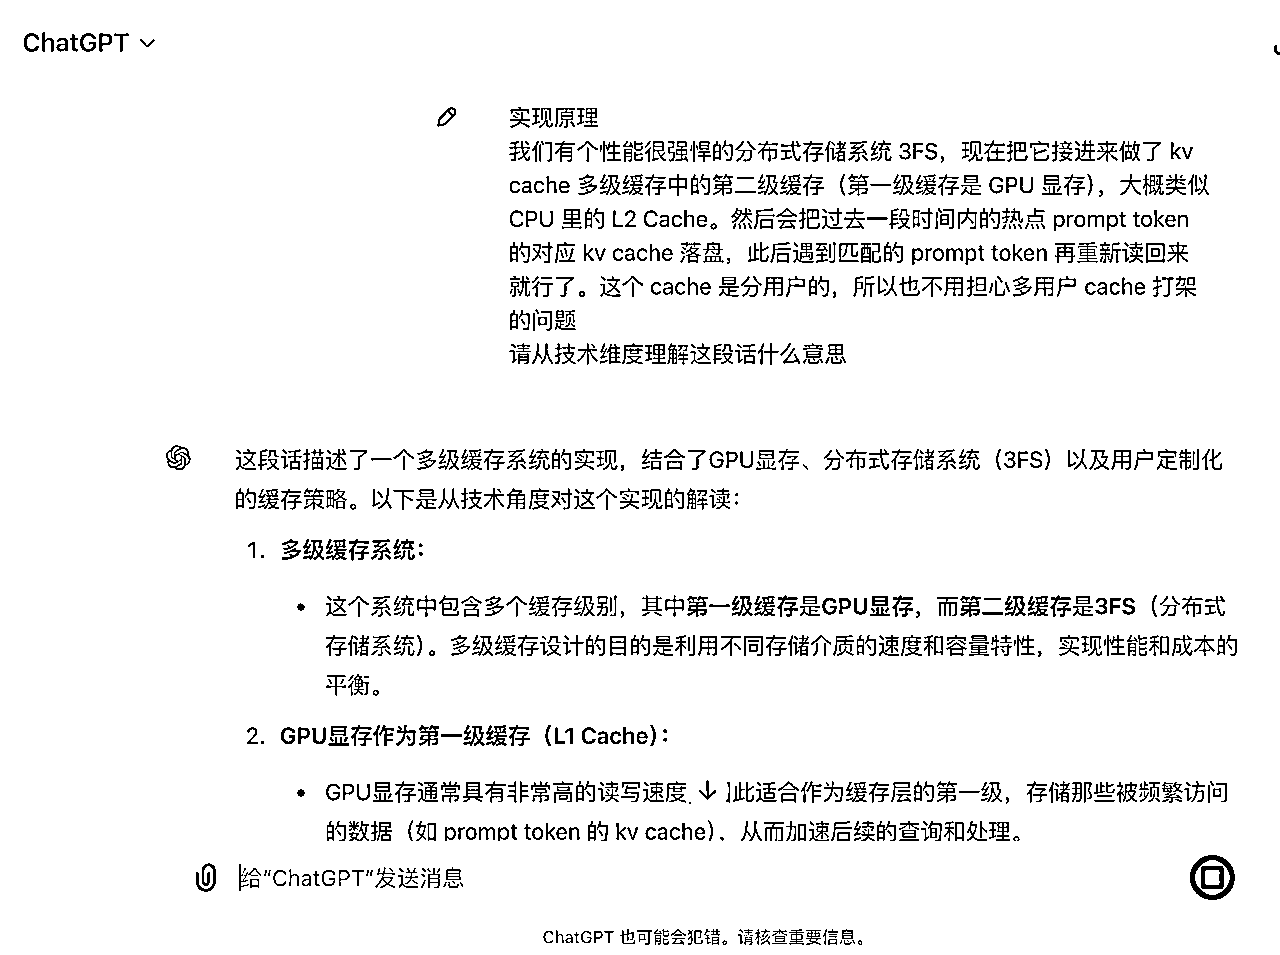 ChatGPT
实现原理
我们有个性能很强悍的分布式存储系统 3FS，现在把它接进来做了 kv
cache 多级缓存中的第二级缓存（第一级缓存是 GPU 显存），大概类似
CPU 里的 L2 Cache。然后会把过去一段时间内的热点 prompt token
的对应 kv cache 落盘，此后遇到匹配的 prompt token 再重新读回来
就行了。这个 cache 是分用户的，所以也不用担心多用户 cache 打架
的问题
请从技术维度理解这段话什么意思
这段话描述了一个多级缓存系统的实现，结合了GPU显存、分布式存储系统（3FS）以及用户定制化
的缓存策略。以下是从技术角度对这个实现的解读：
1. 多级缓存系统：
• 这个系统中包含多个缓存级别，其中第一级缓存是GPU显存，而第二级缓存是3FS（分布式
存储系统）。多级缓存设计的目的是利用不同存储介质的速度和容量特性，实现性能和成本的
平衡。
2. GPU显存作为第一级缓存（L1 Cache）：
• GPU显存通常具有非常高的读写速度 此适合作为缓存层的第一级，存储那些被频繁访问
的数据（如 prompt token 的 kv cache）、从而加速后续的查询和处理。
给“ChatGPT”发送消息
ChatGPT 也可能会犯错。请核查重要信息。